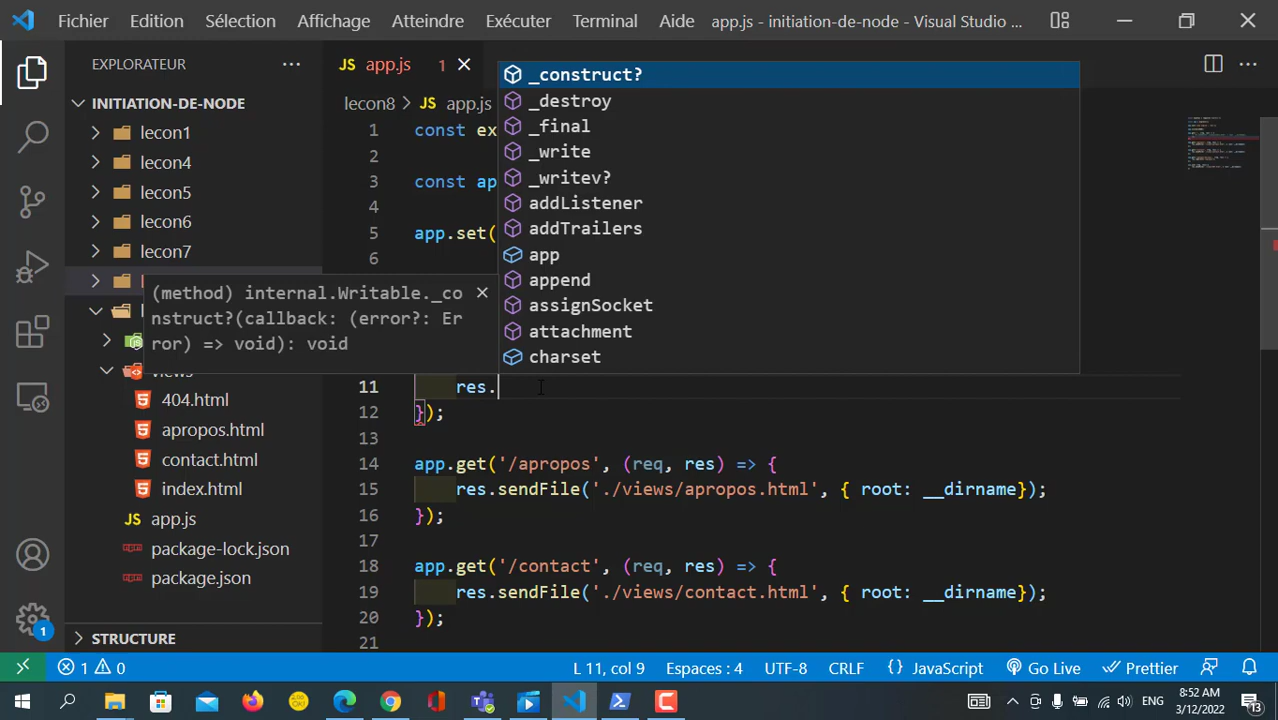 Fichier Edition Sélection Affichage Atteindre Exécuter Terminal Aide app.js - initiation-de-node - Visual Studio ...
EXPLORATEUR ...
JS app.js 1
INITIATION-DE-NODE
lecon1
lecon4
lecon5
lecon6
lecon7
404.html
apropos.html
contact.html
index.html
JS app.js
package-lock.json
package.json
STRUCTURE
(method) internal.Writable._co
nstruct?(callback: (error?: Er
ror) => void): void
lecon8 > JS app.js
_construct?
_destroy
_final
_write
_writev?
addListener
addTrailers
app
append
assignSocket
attachment
charset
1 const ex
2
3 const ap
4
5 app.set(
6
11 res.
12 });
13
14 app.get('/apropos', (req, res) => {
15 res.sendFile('./views/apropos.html', { root: __dirname});
16 });
17
18 app.get('/contact', (req, res) => {
19 res.sendFile('./views/contact.html', { root: __dirname});
20 });
21
1 0 L 11, col 9 Espaces : 4 UTF-8 CRLF {} JavaScript Go Live Prettier
1
ENG 8:52 AM
3/12/2022
13